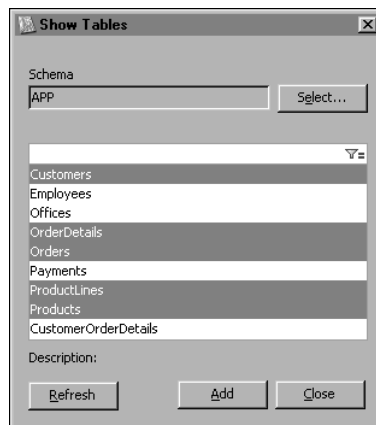 Show Tables
Schema
APP
Select...
Customers
Employees
Offices
OrderDetails
Orders
Payments
ProductLines
Products
CustomerOrderDetails
Description:
Refresh Add Close